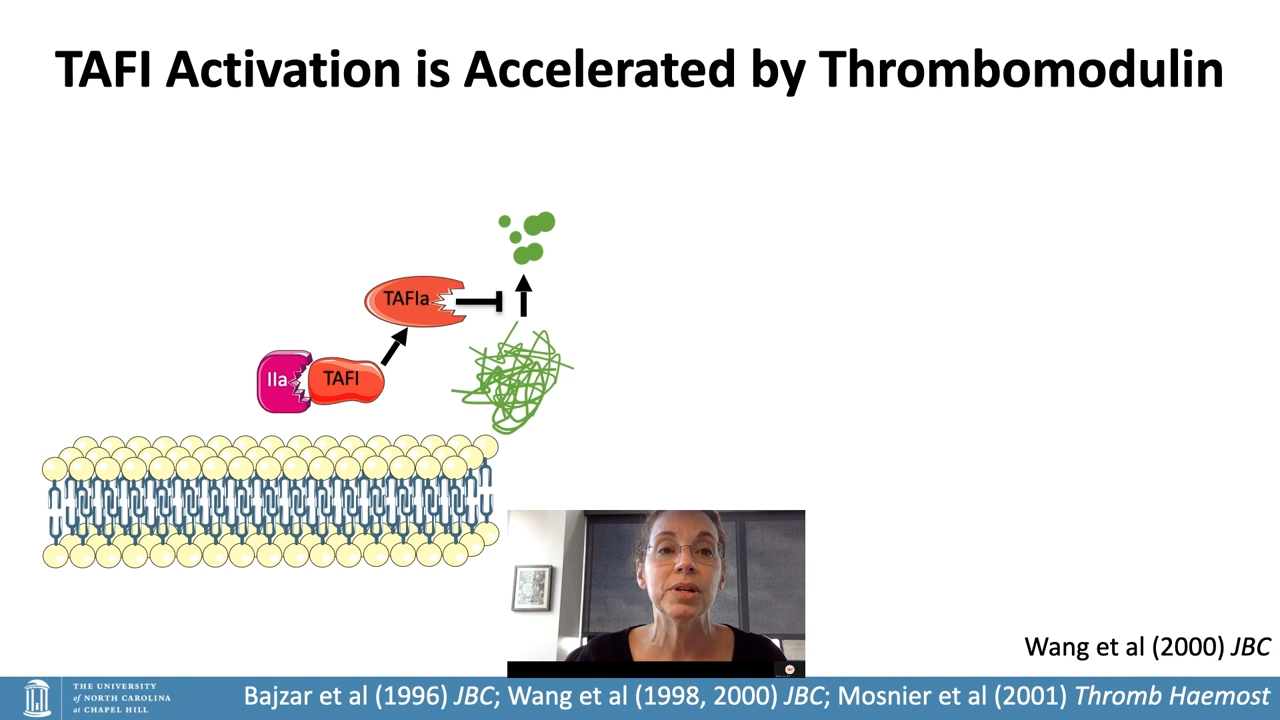 TAFI Activation is Accelerated by Thrombomodulin
TAFIa
IIa
TAFI
Wang et al (2000) JBC
THE UNIVERSITY
of NORTH CAROLINA
at CHAPEL HILL
Bajzar et al (1996) JBC; Wang et al (1998, 2000) JBC; Mosnier et al (2001) Thromb Haemost